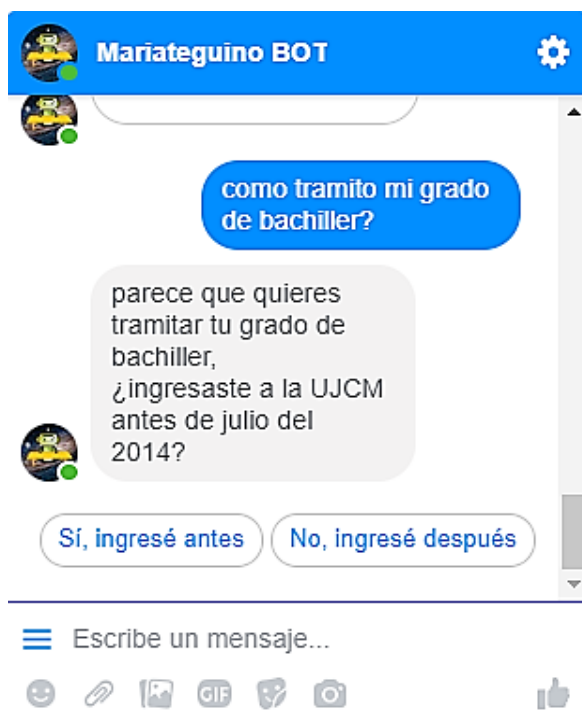 Mariateguino BOT
como tramito mi grado
de bachiller?
parece que quieres
tramitar tu grado de
bachiller,
¿ingresaste a la UJCM
antes de julio del
2014?
Sí, ingresé antes
No, ingresé después
Escribe un mensaje...
GIF